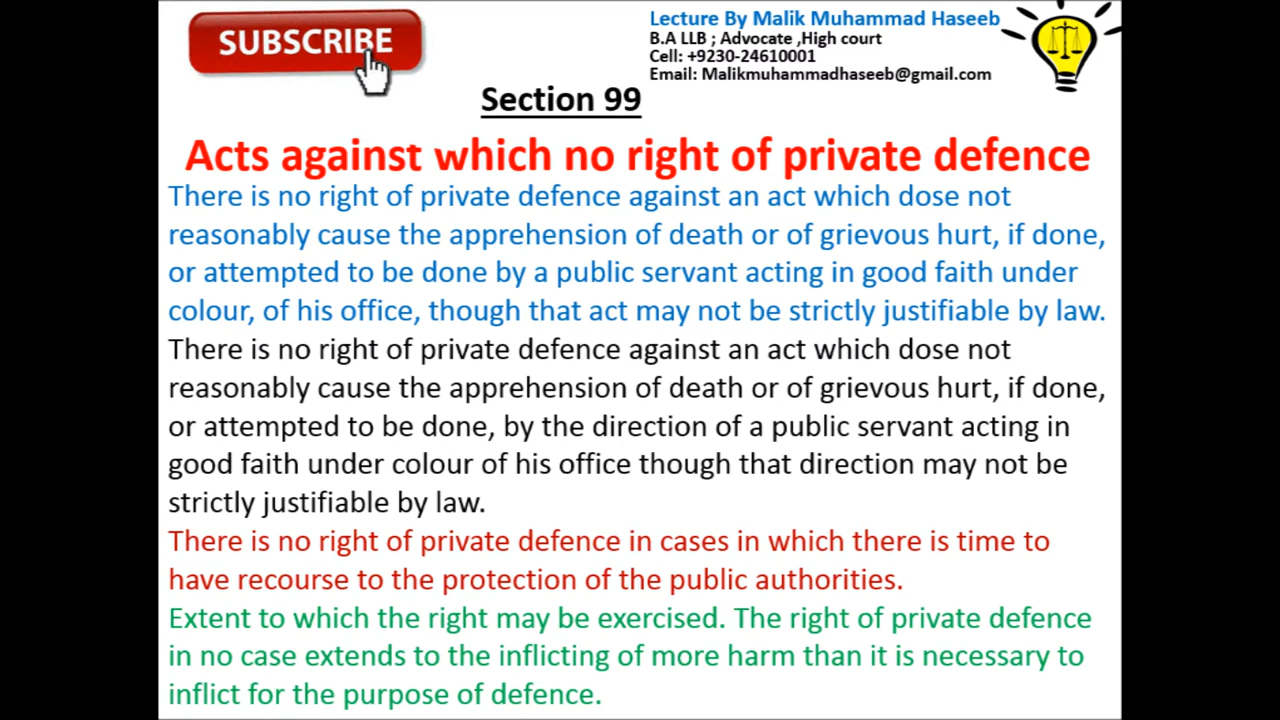 SUBSCRIBE
Lecture By Malik Muhammad Haseeb
B.A LLB ; Advocate ,High court
Cell: +9230-24610001
Email: Malikmuhammadhaseeb@gmail.com
Section 99
Acts against which no right of private defence
There is no right of private defence against an act which dose not
reasonably cause the apprehension of death or of grievous hurt, if done,
or attempted to be done by a public servant acting in good faith under
colour, of his office, though that act may not be strictly justifiable by law.
There is no right of private defence against an act which dose not
reasonably cause the apprehension of death or of grievous hurt, if done,
or attempted to be done, by the direction of a public servant acting in
good faith under colour of his office though that direction may not be
strictly justifiable by law.
There is no right of private defence in cases in which there is time to
have recourse to the protection of the public authorities.
Extent to which the right may be exercised. The right of private defence
in no case extends to the inflicting of more harm than it is necessary to
inflict for the purpose of defence.